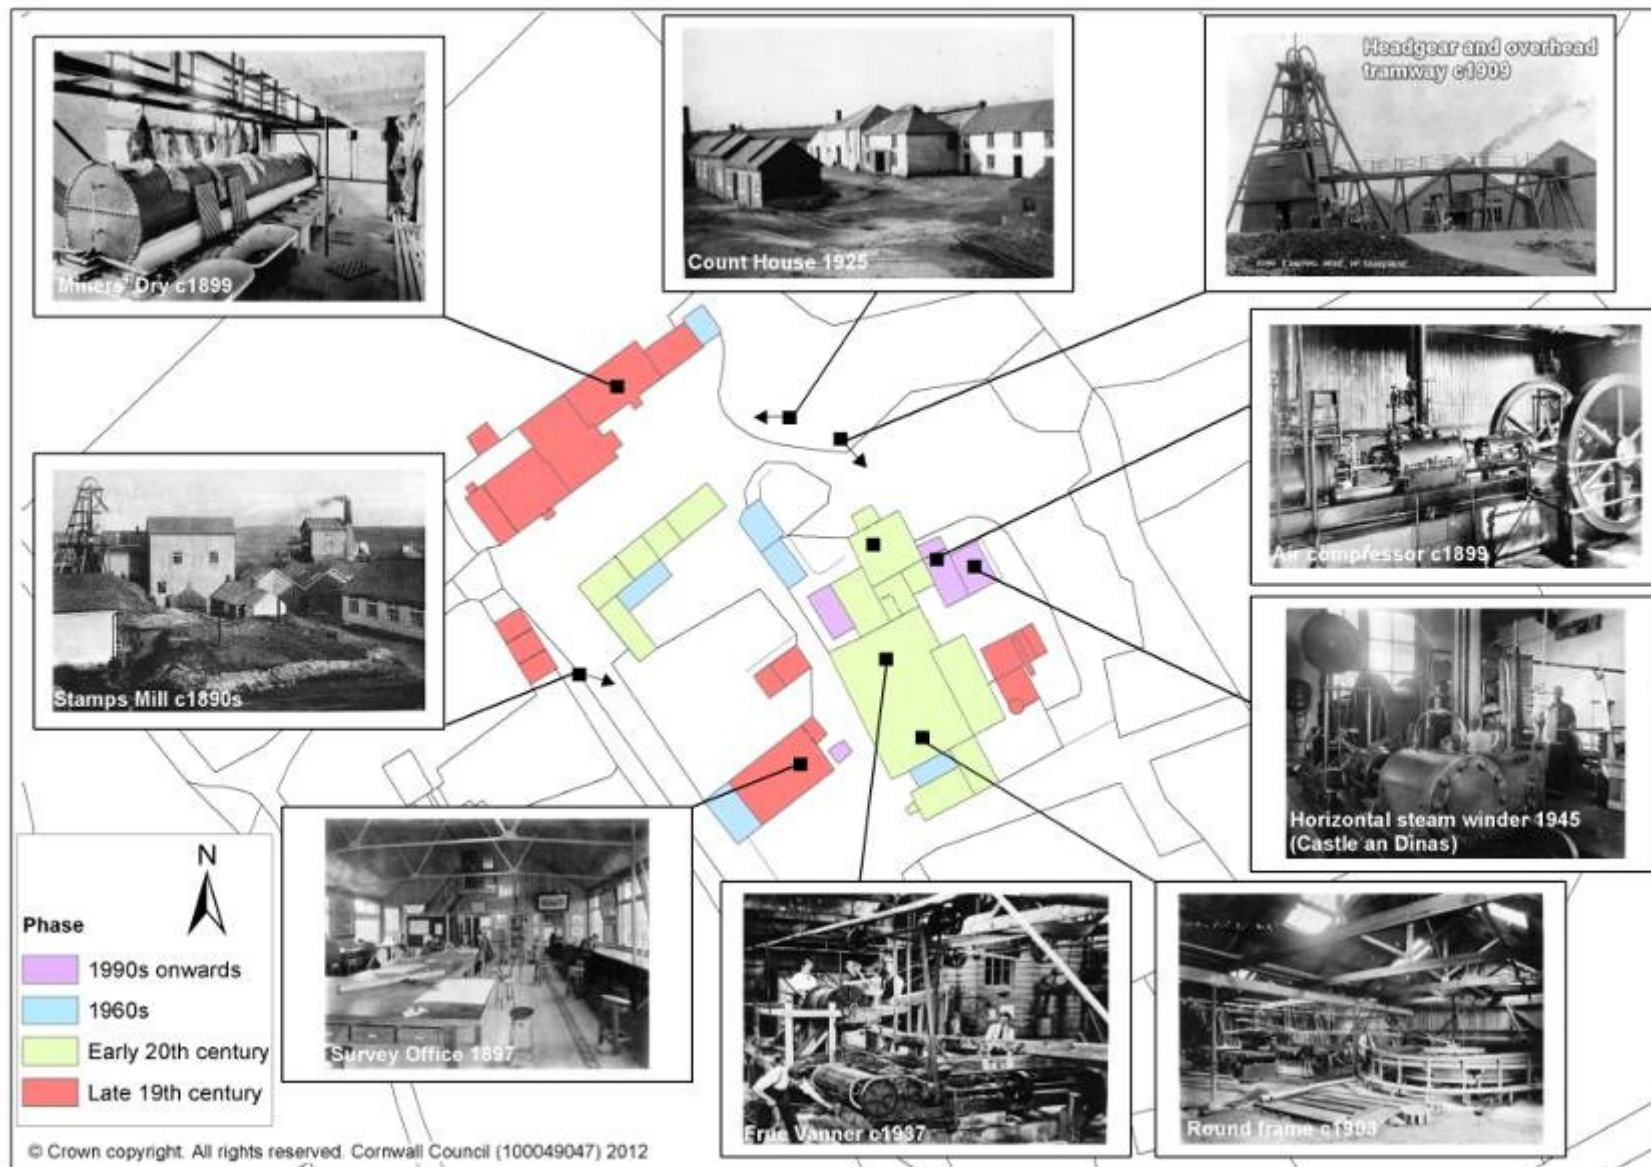 Miners' Dry c1899
Count House 1925
Headgear and overhead
tramway c1909
Stamps Mill c1890s
Air compressor c1899
Horizontal steam winder 1945
(Castle an Dinas)
Survey Office 1897
Frue Vanner c1937
Round frame c1903
N
Phase
1990s onwards
1960s
Early 20th century
Late 19th century
© Crown copyright. All rights reserved. Cornwall Council (100049047) 2012